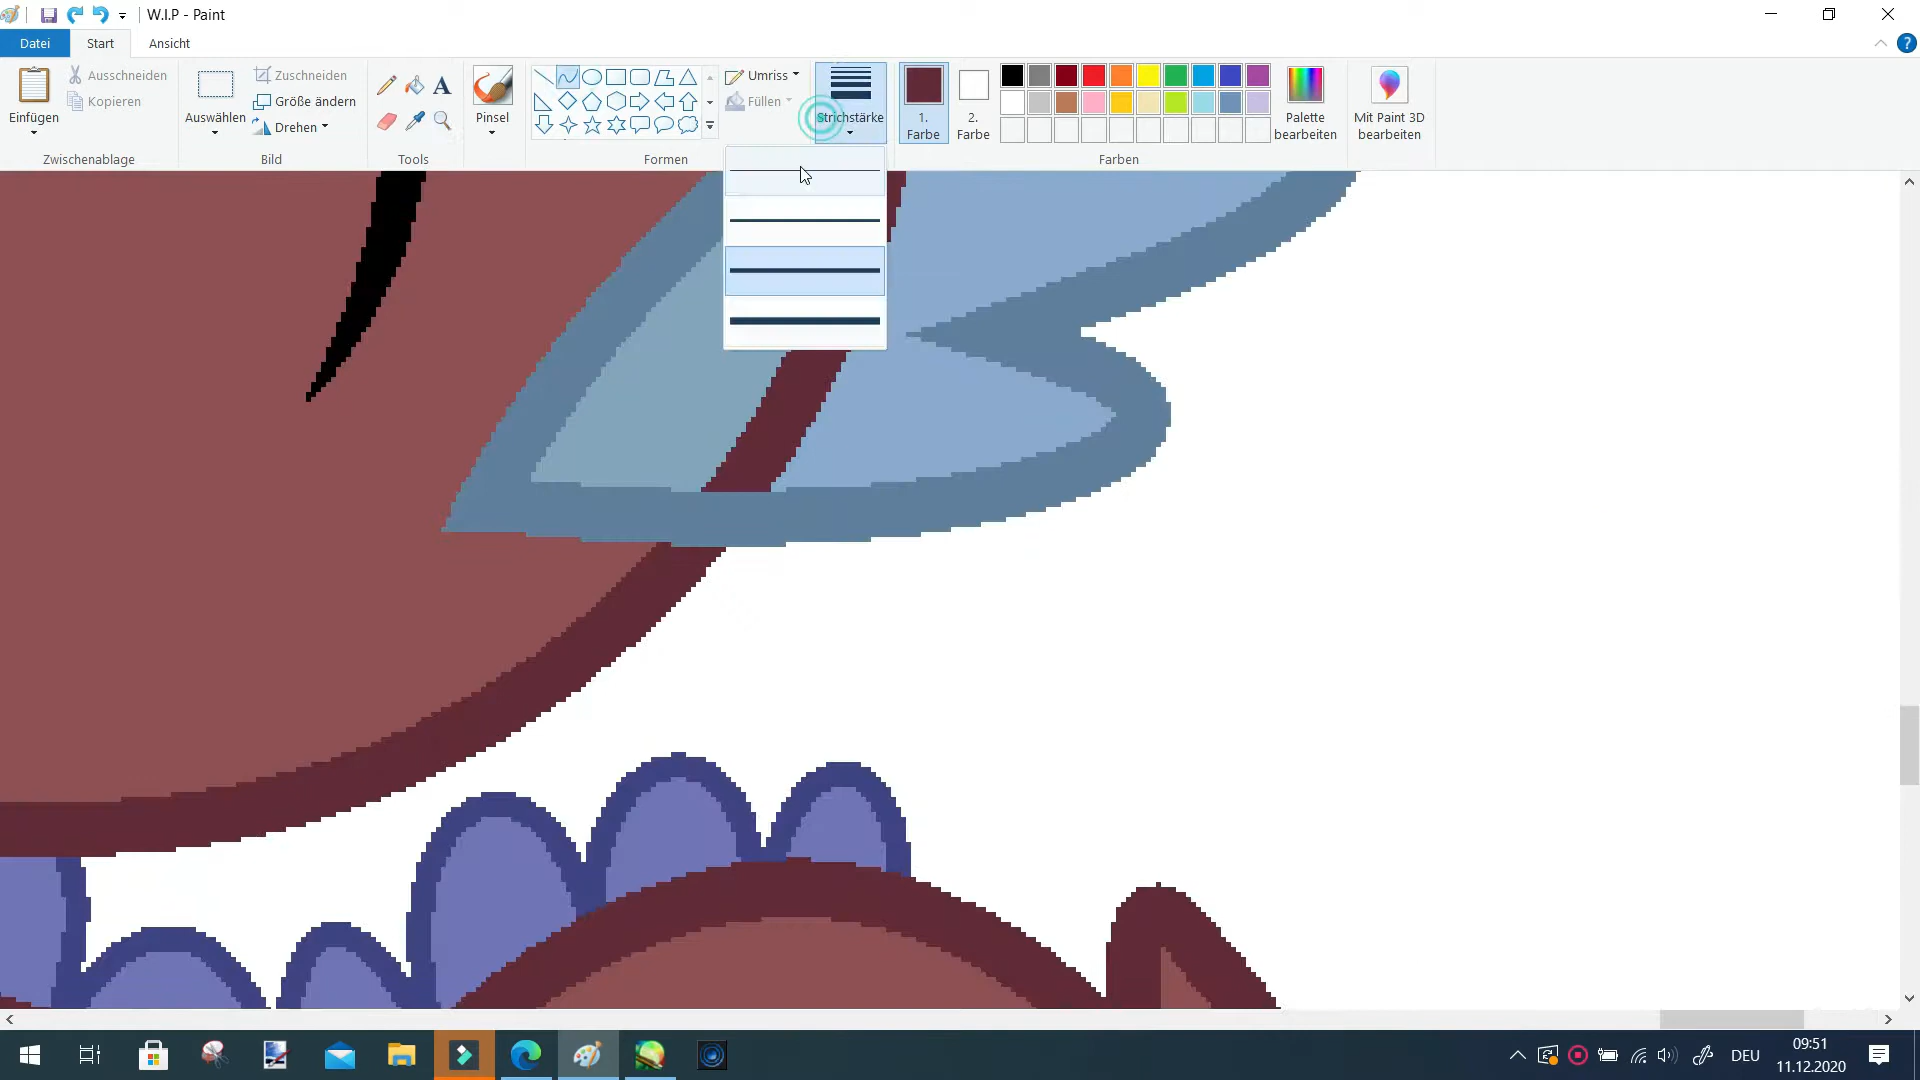 W.I.P - Paint
Datei Start Ansicht
Einfügen
Ausschneiden
Kopieren
Zwischenablage
Auswählen
Zuschneiden
Größe ändern
Drehen
Bild
A
Tools
Pinsel
Umriss
Füllen
Formen
Strichstärke
1.
Farbe
2.
Farbe
Palette
bearbeiten
Farben
Mit Paint 3D
bearbeiten
?
DEU
09:51
11.12.2020